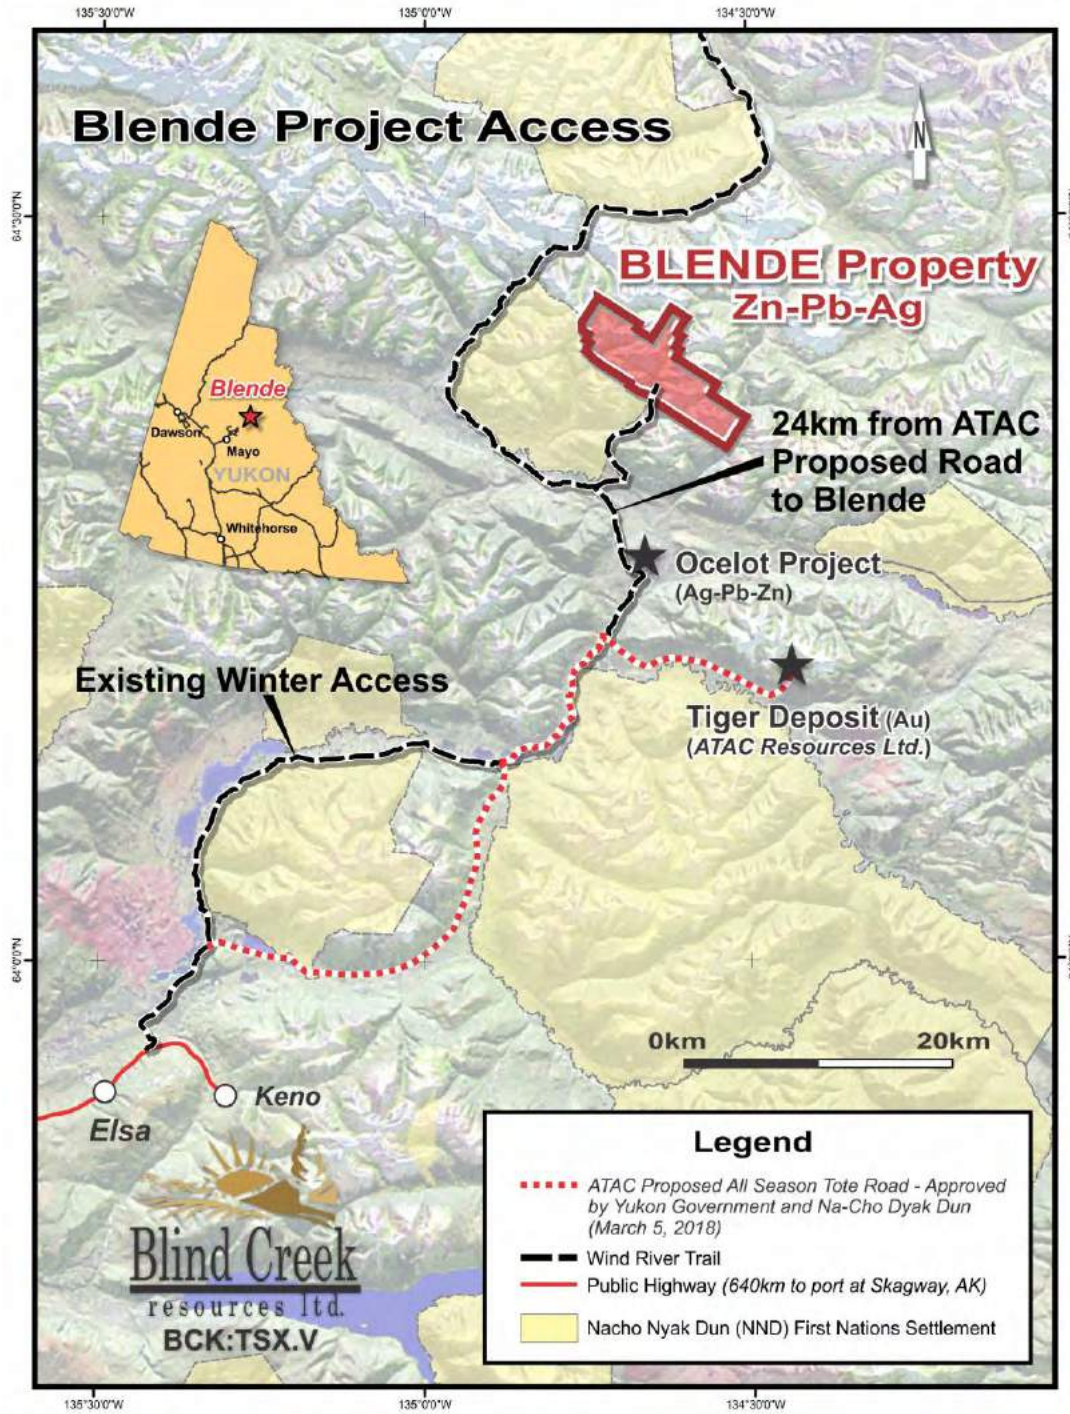 135°30'0"W
135°0'0"W
134°30'0"W
Blende Project Access
N
64°30'N
BLENDE Property
Zn-Pb-Ag
Blende
Dawson
Mayo
YUKON
Whitehorse
24km from ATAC
Proposed Road
to Blende
Ocelot Project
(Ag-Pb-Zn)
Existing Winter Access
Tiger Deposit (Au)
(ATAC Resources Ltd.)
64°0'0"N
0km
20km
Keno
Elsa
Legend
ATAC Proposed All Season Tote Road - Approved
by Yukon Government and Na-Cho Dyak Dun
(March 5, 2018)
Wind River Trail
Public Highway (640km to port at Skagway, AK)
Nacho Nyak Dun (NND) First Nations Settlement
Blind Creek
resources ltd.
BCK:TSX.V
135°30'0"W
135°0'0"W
134°30'0"W